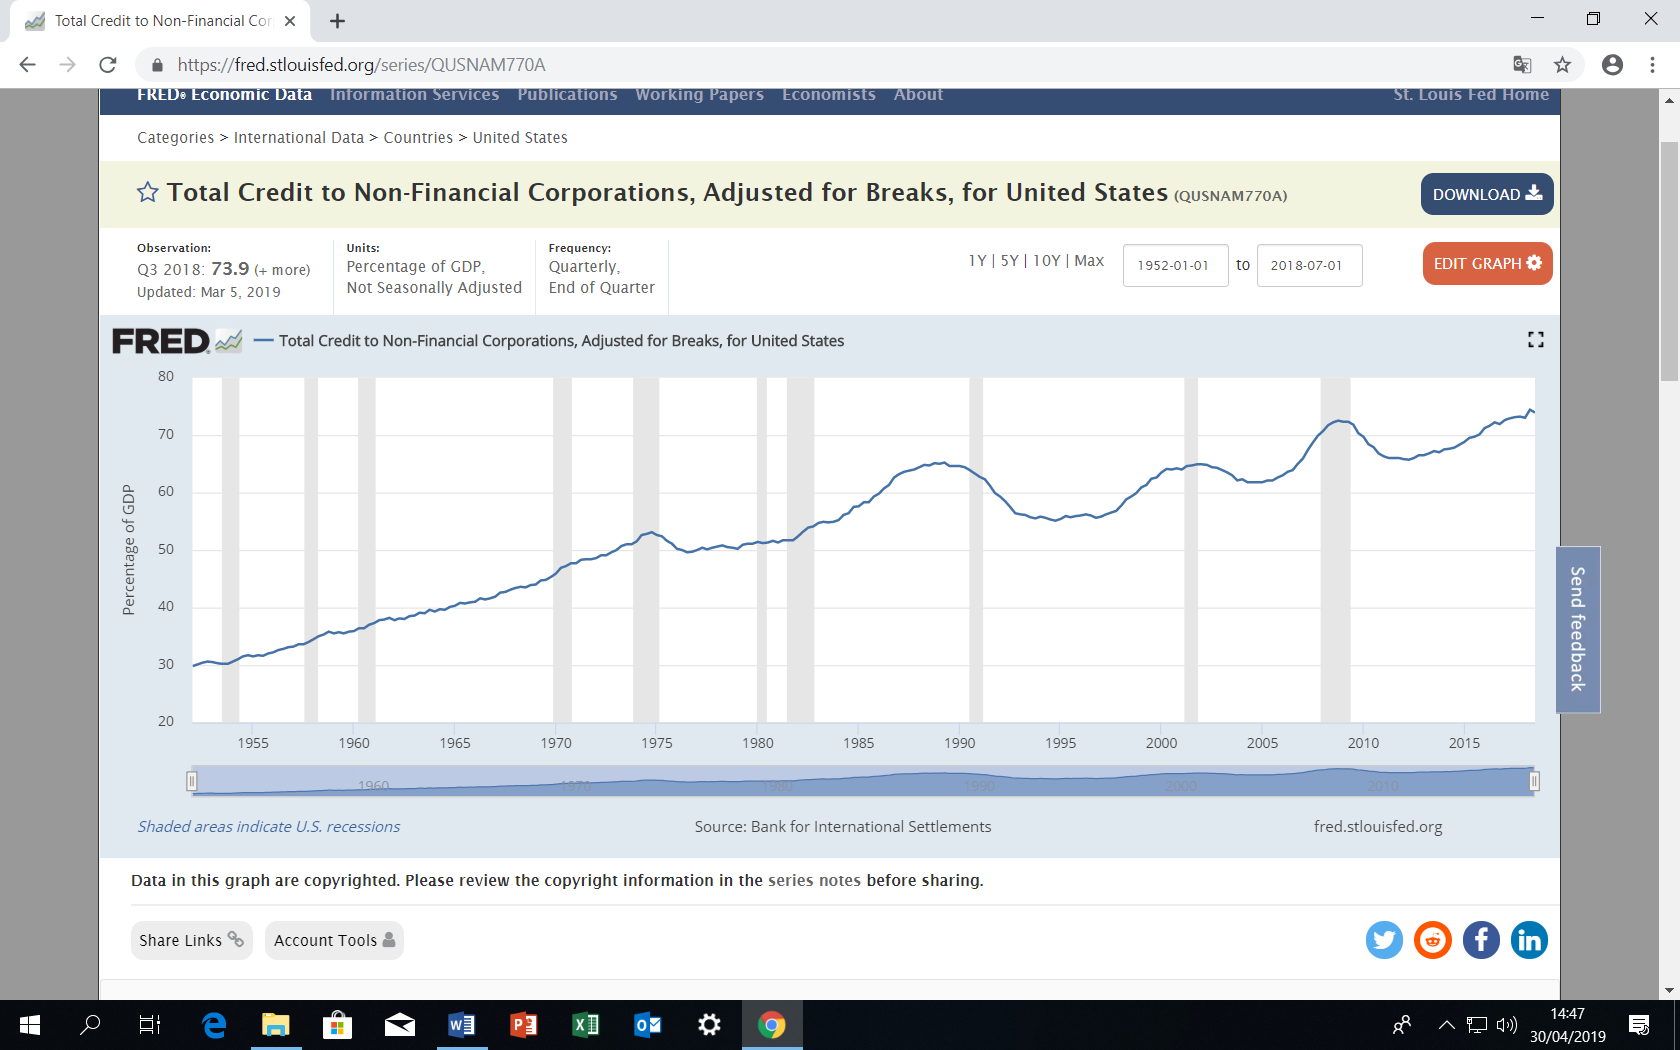 Total Credit to Non-Financial Cor
https://fred.stlouisfed.org/series/QUSNAM770A
FRED® Economic Data Information Services Publications Working Papers Economists About St. Louis Fed Home
Categories > International Data > Countries > United States
Total Credit to Non-Financial Corporations, Adjusted for Breaks, for United States (QUSNAM770A)
DOWNLOAD
Observation:
Q3 2018: 73.9 (+ more)
Updated: Mar 5, 2019
Units:
Percentage of GDP,
Not Seasonally Adjusted
Frequency:
Quarterly,
End of Quarter
1Y | 5Y | 10Y | Max
1952-01-01 to 2018-07-01
EDIT GRAPH
FRED
Total Credit to Non-Financial Corporations, Adjusted for Breaks, for United States
Percentage of GDP
80
70
60
50
40
30
20
1955 1960 1965 1970 1975 1980 1985 1990 1995 2000 2005 2010 2015
1960 1970 1980 1990 2000 2010
Shaded areas indicate U.S. recessions
Source: Bank for International Settlements
fred.stlouisfed.org
Send feedback
Data in this graph are copyrighted. Please review the copyright information in the series notes before sharing.
Share Links
Account Tools
14:47
30/04/2019